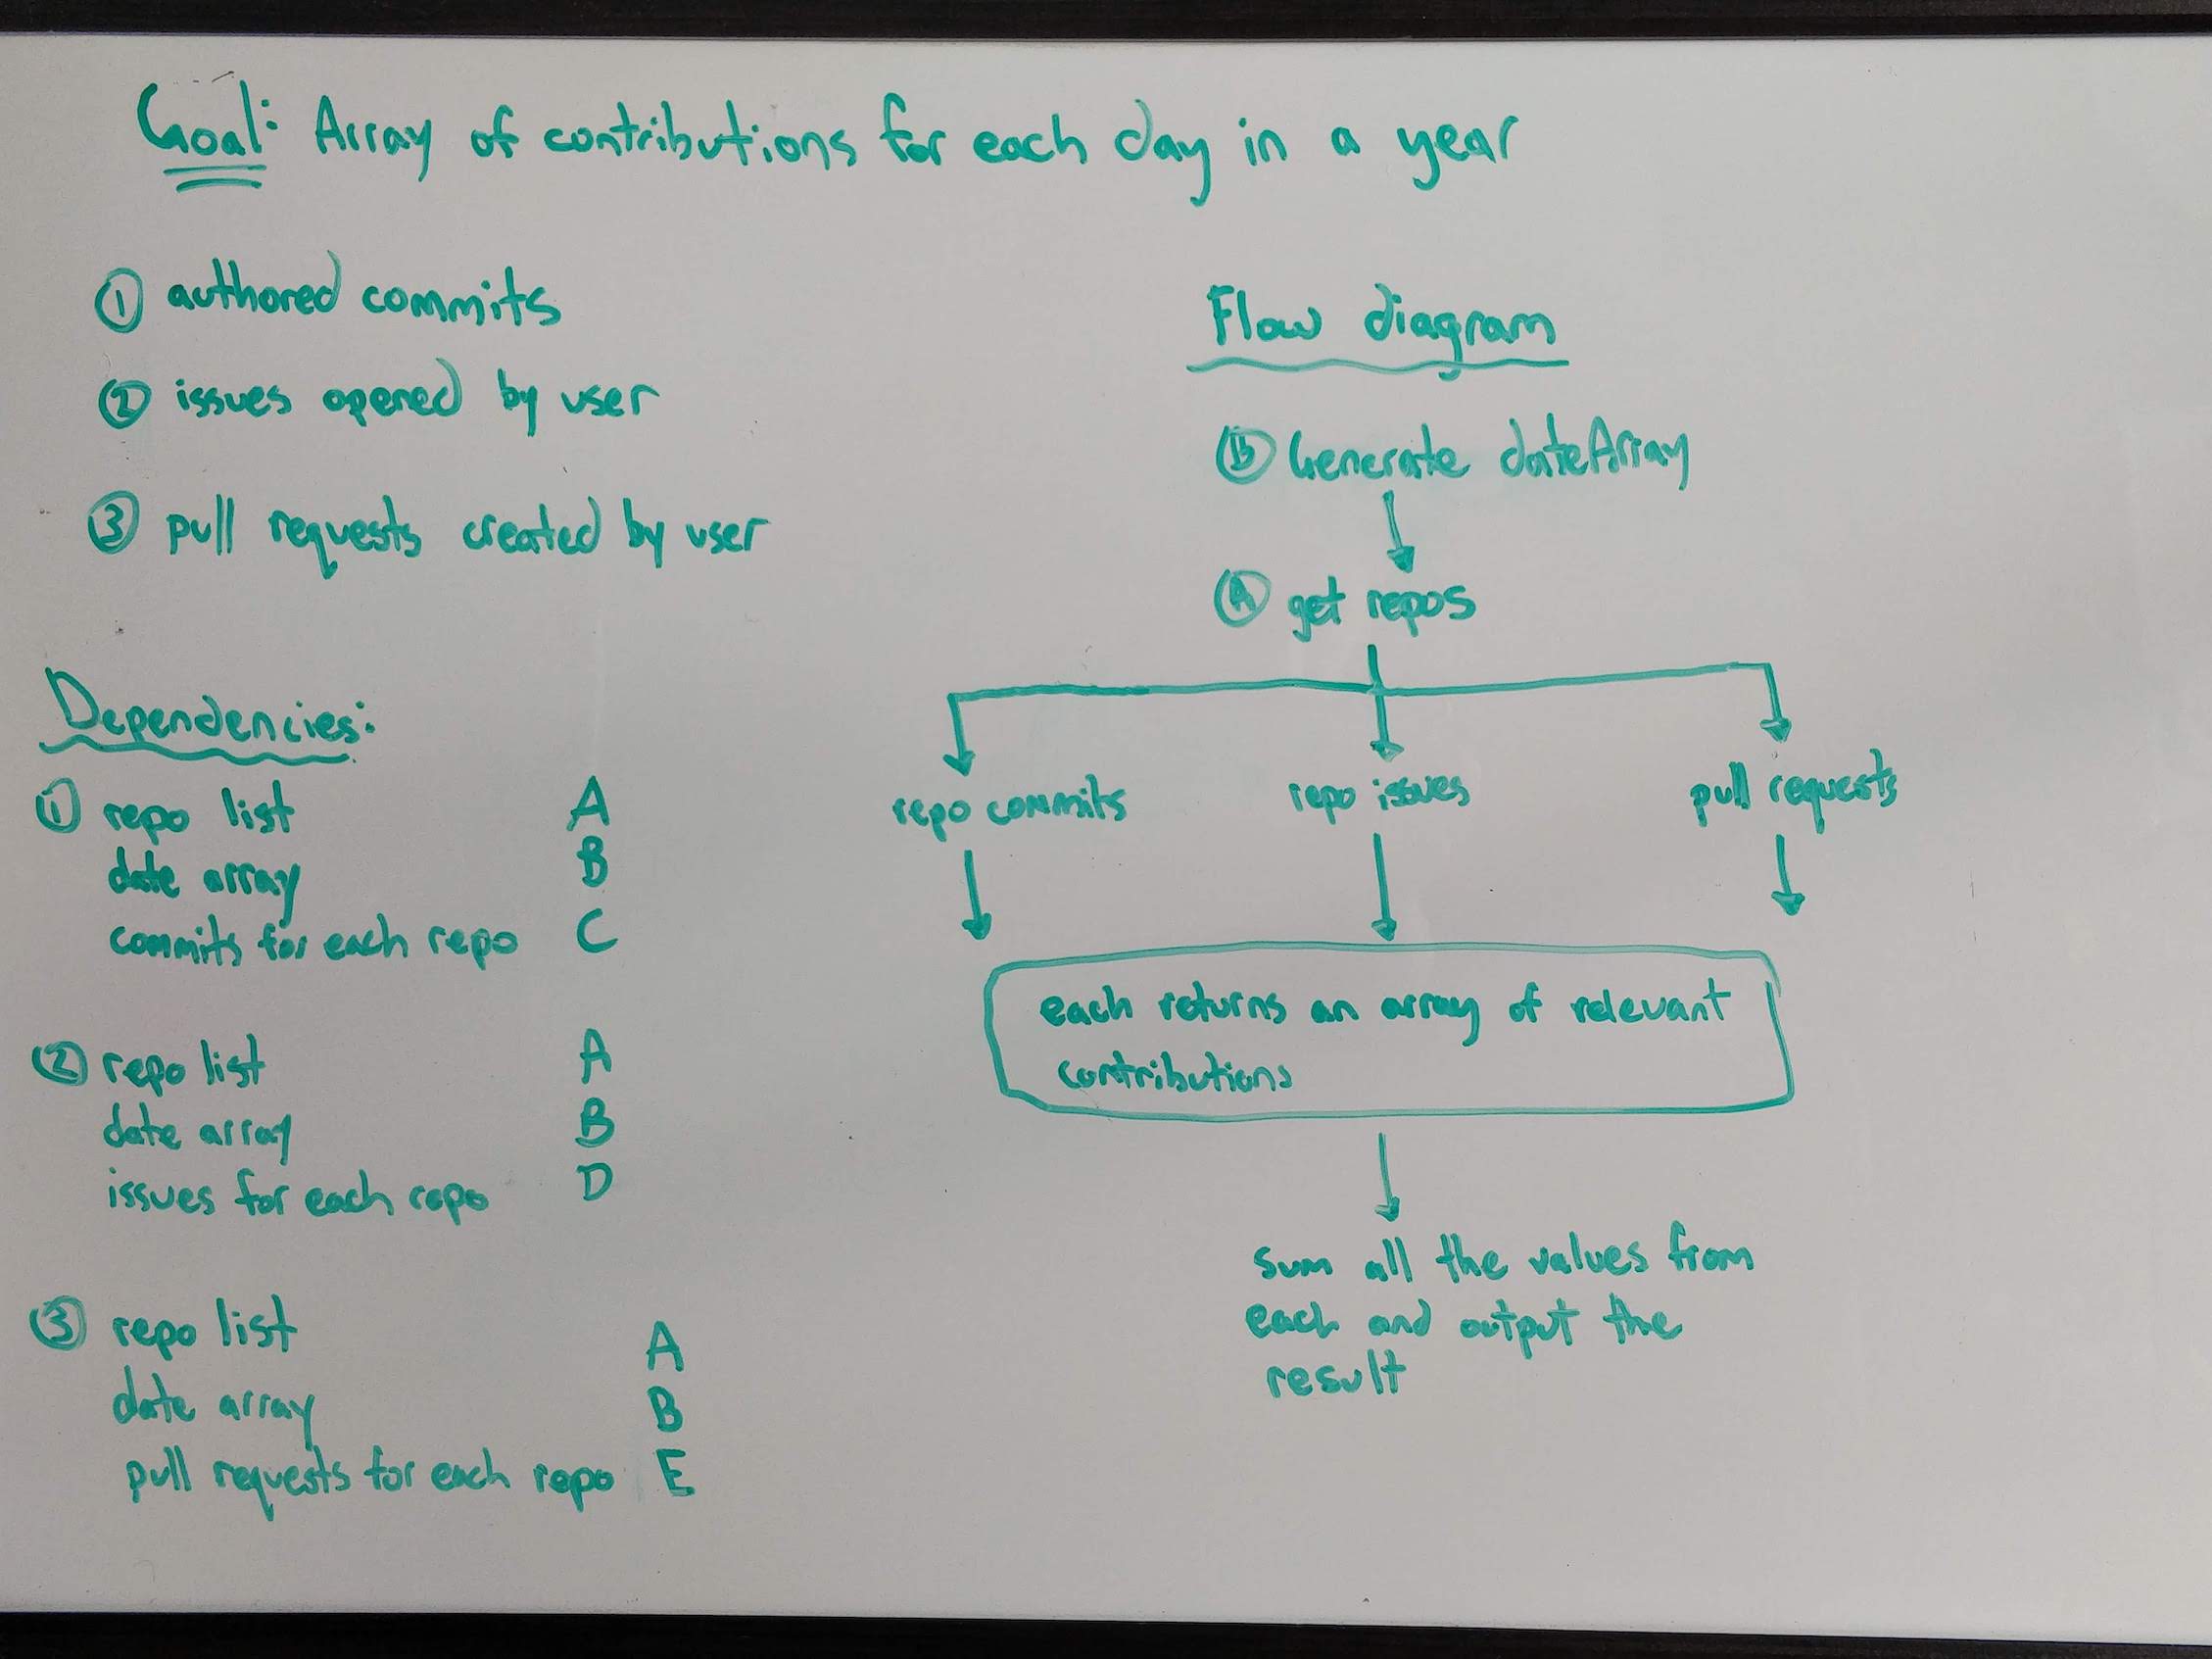 Goal: Array of contributions for each day in a year
① authored commits
② issues opened by user
③ pull requests created by user
Dependencies:
① repo list A
date array B
commits for each repo C
② repo list A
date array B
issues for each repo D
③ repo list A
date array B
pull requests for each repo E
Flow diagram
Ⓑ Generate dateArray
Ⓐ get repos
repo commits
repo issues
pull requests
each returns an array of relevant
contributions
sum all the values from
each and output the
result